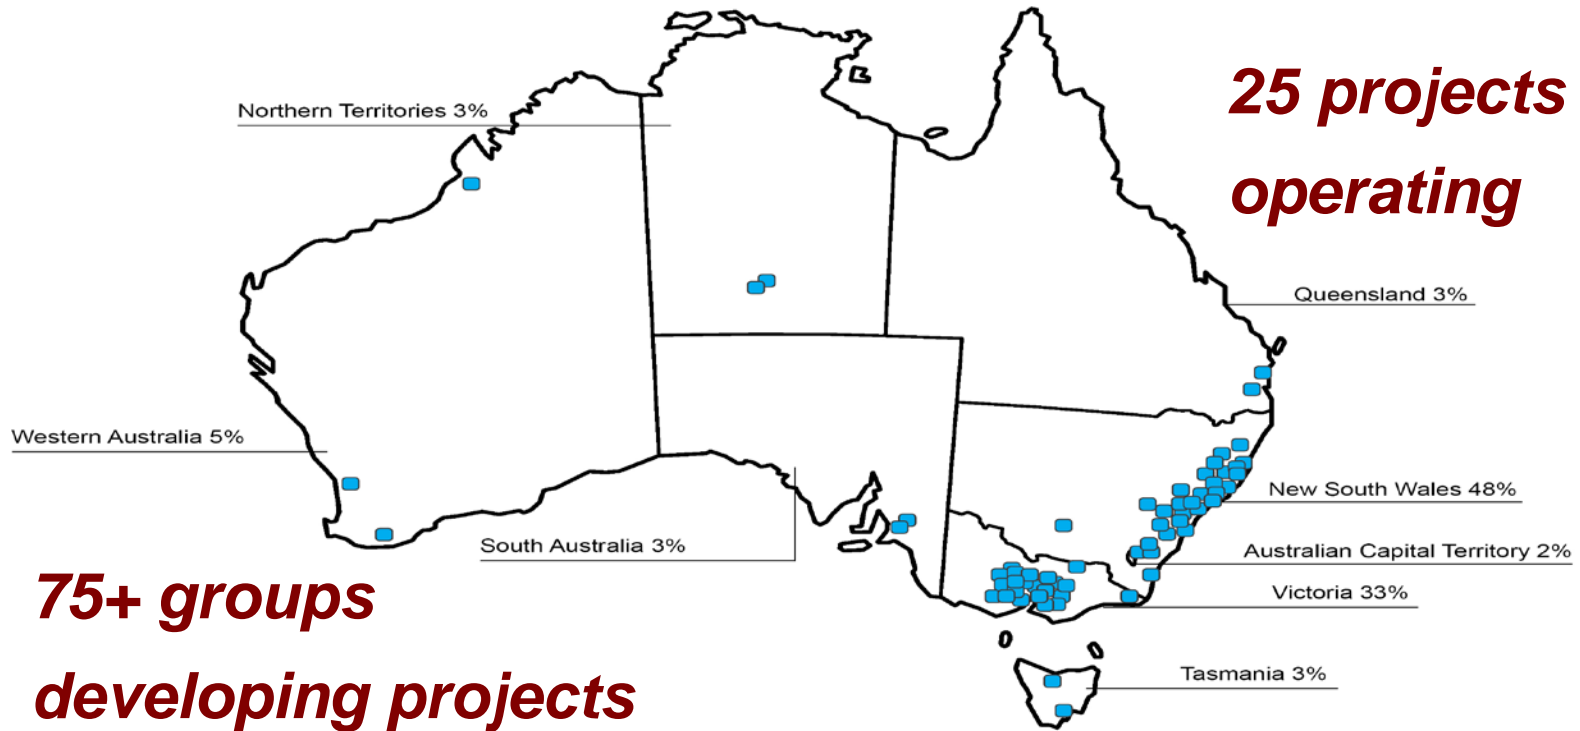 25 projects
operating
Northern Territories 3%
Queensland 3%
Western Australia 5%
New South Wales 48%
South Australia 3%
Australian Capital Territory 2%
Victoria 33%
75+ groups
developing projects
Tasmania 3%